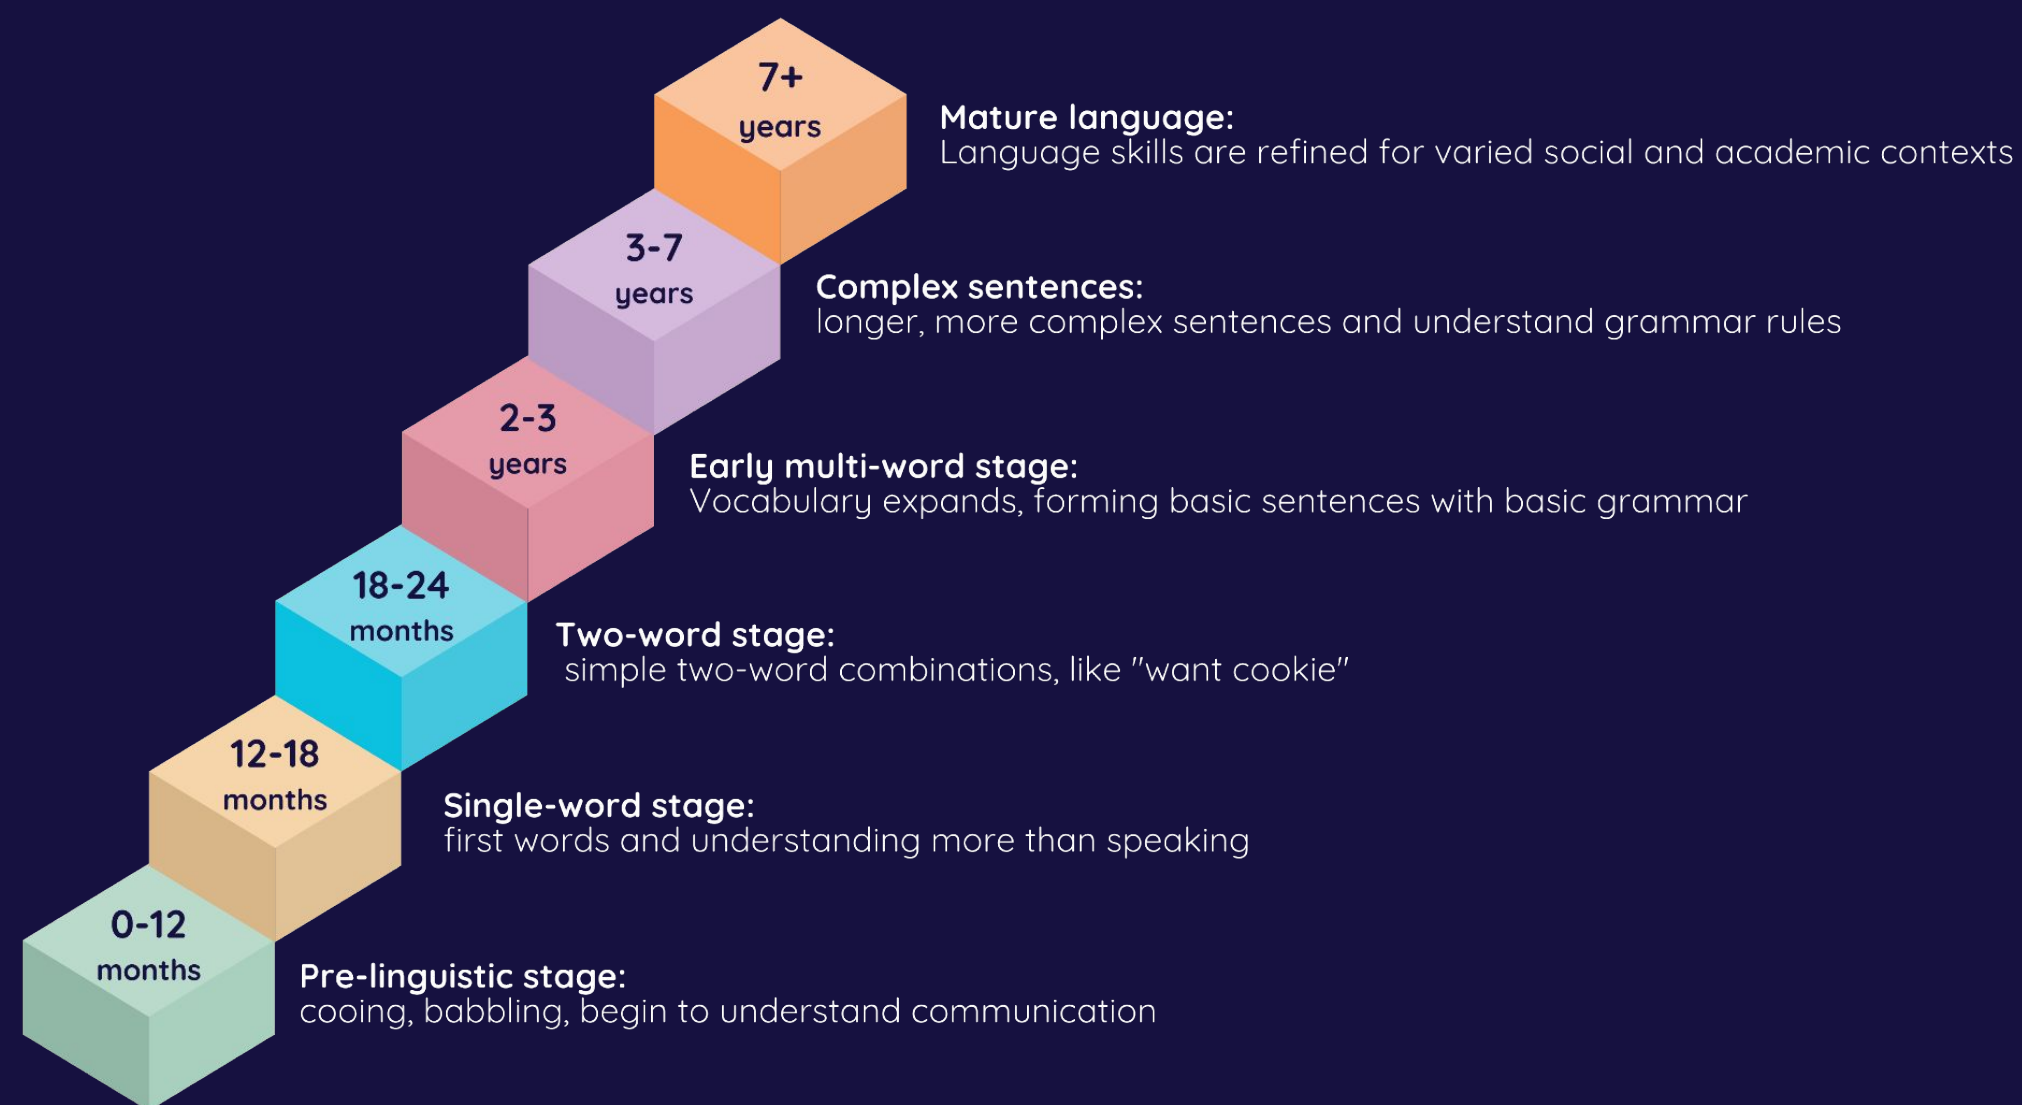 7+
years
Mature language:
Language skills are refined for varied social and academic contexts
3-7
years
Complex sentences:
longer, more complex sentences and understand grammar rules
2-3
years
Early multi-word stage:
Vocabulary expands, forming basic sentences with basic grammar
18-24
months
Two-word stage:
simple two-word combinations, like "want cookie"
12-18
months
Single-word stage:
first words and understanding more than speaking
0-12
months
Pre-linguistic stage:
cooing, babbling, begin to understand communication